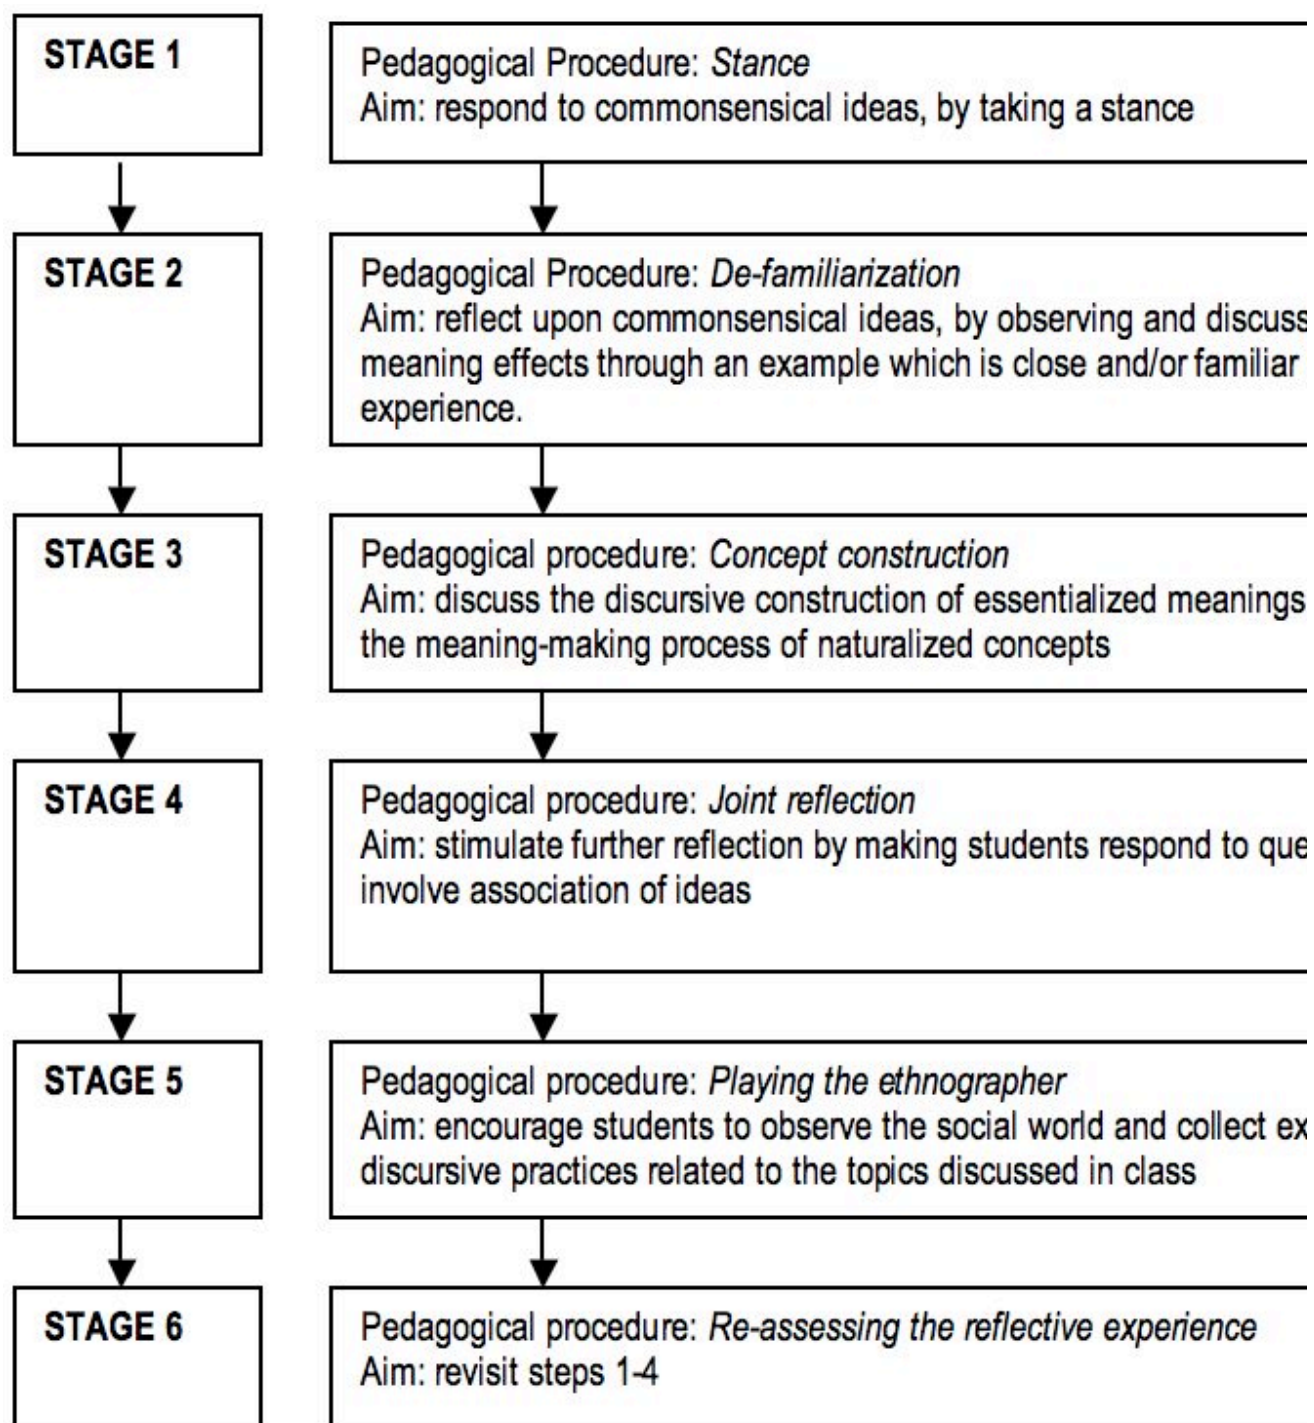 STAGE 1
Pedagogical Procedure: Stance
Aim: respond to commonsensical ideas, by taking a stance
STAGE 2
Pedagogical Procedure: De-familiarization
Aim: reflect upon commonsensical ideas, by observing and
meaning effects through an example which is close and/or familiar
experience.
STAGE 3
Pedagogical procedure: Concept construction
Aim: discuss the discursive construction of essentialized meanings
the meaning-making process of naturalized concepts
STAGE 4
Pedagogical procedure: Joint reflection
Aim: stimulate further reflection by making students respond to
involve association of ideas
STAGE 5
Pedagogical procedure: Playing the ethnographer
Aim: encourage students to observe the social world and collect
discursive practices related to the topics discussed in class
STAGE 6
Pedagogical procedure: Re-assessing the reflective experience
Aim: revisit steps 1-4